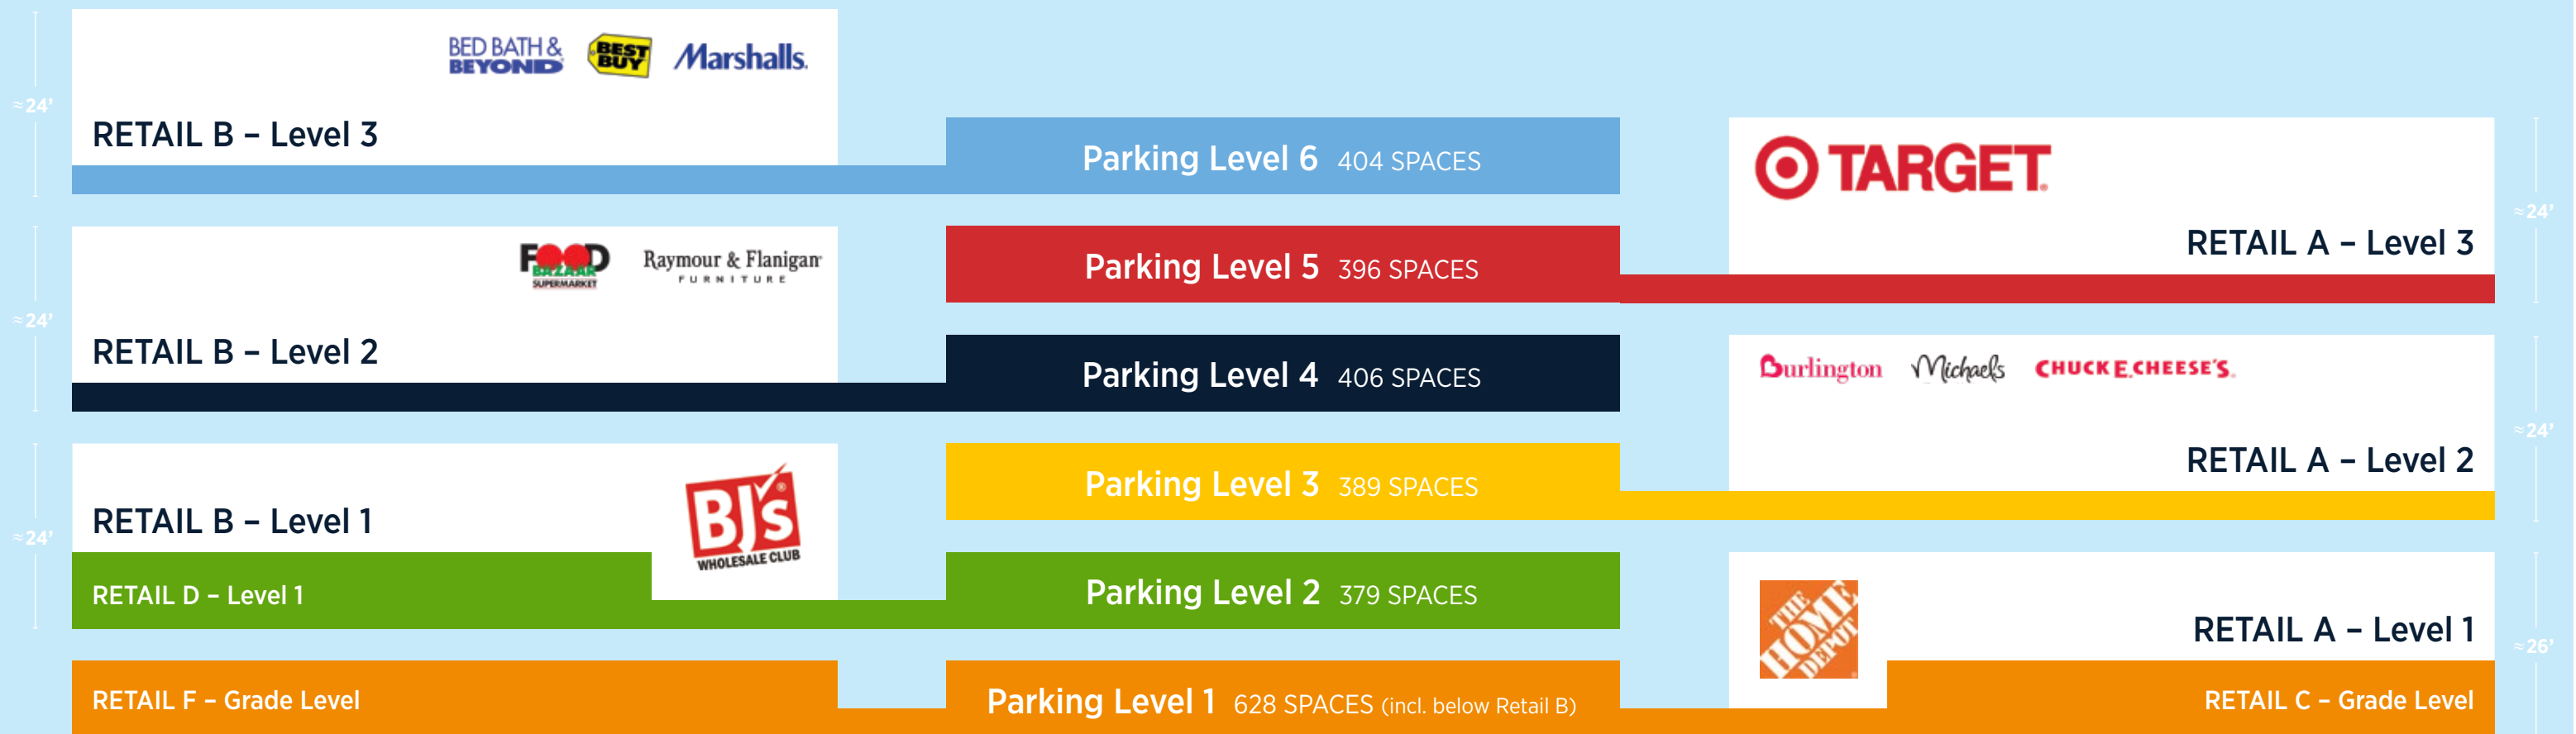 ≈24’
BED BATH &
BEYOND
BEST
BUY
Marshalls.
RETAIL B – Level 3
≈24’
FOOD
BAZAAR
SUPERMARKET
Raymour & Flanigan
FURNITURE
RETAIL B – Level 2
≈24’
BJ's
WHOLESALE CLUB
RETAIL B – Level 1
RETAIL D – Level 1
RETAIL F – Grade Level
Parking Level 6 404 SPACES
Parking Level 5 396 SPACES
Parking Level 4 406 SPACES
Parking Level 3 389 SPACES
Parking Level 2 379 SPACES
Parking Level 1 628 SPACES (incl. below Retail B)
TARGET
RETAIL A – Level 3
≈24’
Burlington
Michaels
CHUCK E. CHEESE'S.
RETAIL A – Level 2
≈24’
THE
HOME
DEPOT
RETAIL A – Level 1
≈26’
RETAIL C – Grade Level